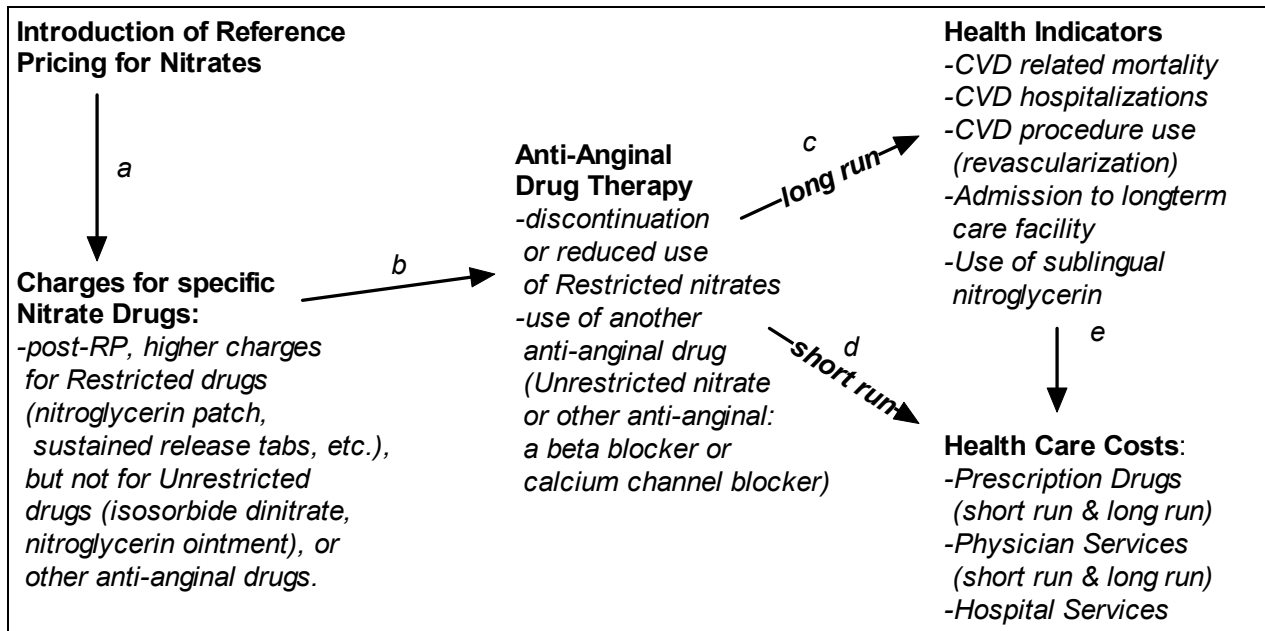 Introduction of Reference
Pricing for Nitrates
a
Charges for specific
Nitrate Drugs:
-post-RP, higher charges
for Restricted drugs
(nitroglycerin patch,
sustained release tabs, etc.),
but not for Unrestricted
drugs (isosorbide dinitrate,
nitroglycerin ointment), or
other anti-anginal drugs.
b
Anti-Anginal
Drug Therapy
-discontinuation
or reduced use
of Restricted nitrates
-use of another
anti-anginal drug
(Unrestricted nitrate
or other anti-anginal:
a beta blocker or
calcium channel blocker)
c
long run
d
short run
Health Indicators
-CVD related mortality
-CVD hospitalizations
-CVD procedure use
(revascularization)
-Admission to longterm
care facility
-Use of sublingual
nitroglycerin
e
Health Care Costs:
-Prescription Drugs
(short run & long run)
-Physician Services
(short run & long run)
-Hospital Services